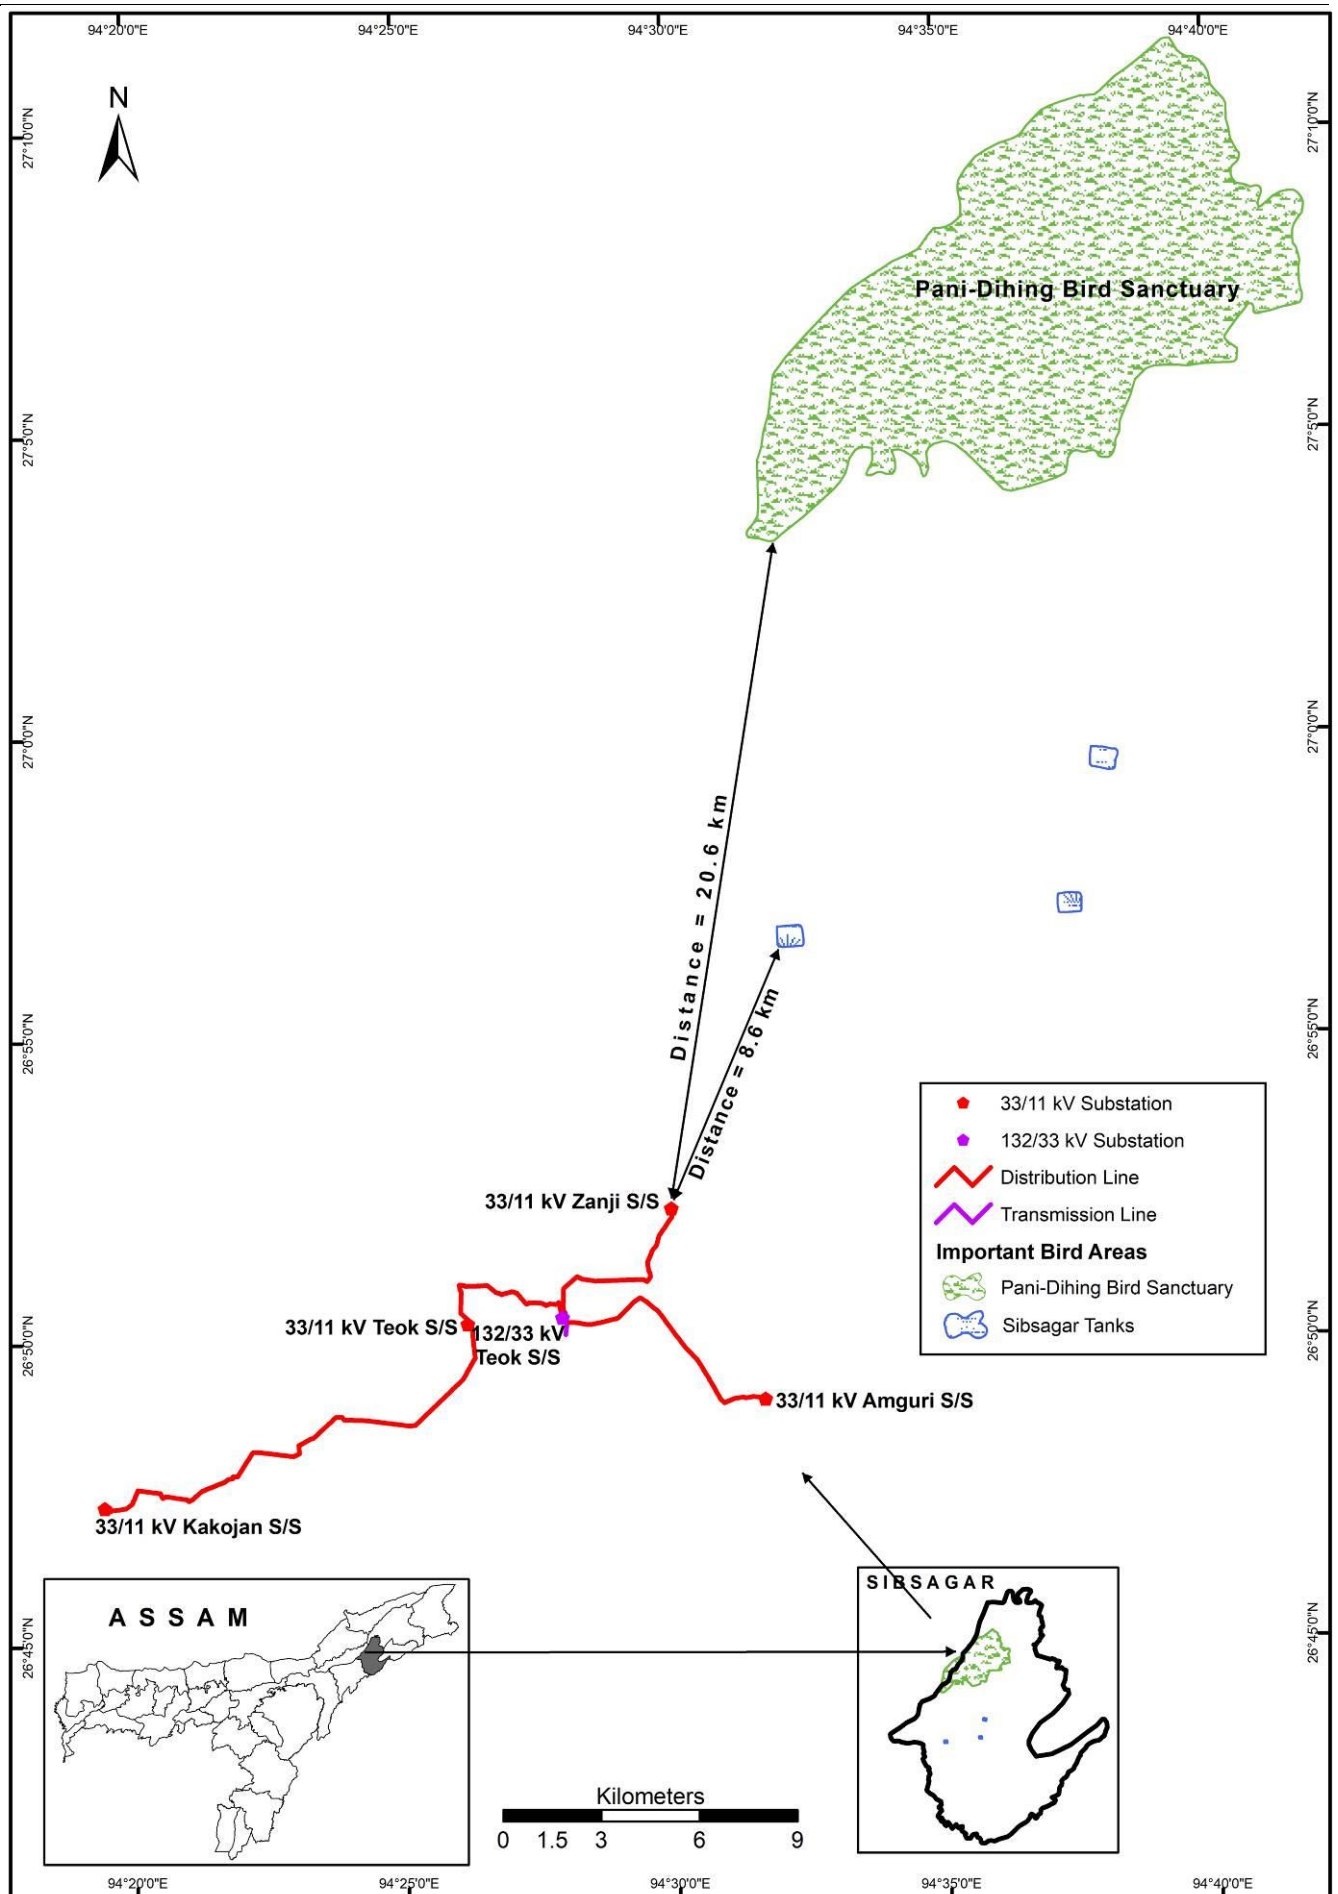 94°20'0"E
94°25'0"E
94°30'0"E
94°35'0"E
94°40'0"E
N
27°10'0"N
27°10'0"N
Pani-Dihing Bird Sanctuary
27°5'0"N
27°5'0"N
27°0'0"N
27°0'0"N
Distance = 20.6 km
Distance = 8.6 km
26°55'0"N
26°55'0"N
33/11 kV Substation
132/33 kV Substation
Distribution Line
Transmission Line
Important Bird Areas
Pani-Dihing Bird Sanctuary
Sibsagar Tanks
33/11 kV Zanji S/S
33/11 kV Teok S/S
132/33 kV
Teok S/S
26°50'0"N
26°50'0"N
33/11 kV Amguri S/S
33/11 kV Kakojan S/S
ASSAM
SIBSAGAR
26°45'0"N
26°45'0"N
Kilometers
0 1.5 3 6 9
94°20'0"E
94°25'0"E
94°30'0"E
94°35'0"E
94°40'0"E